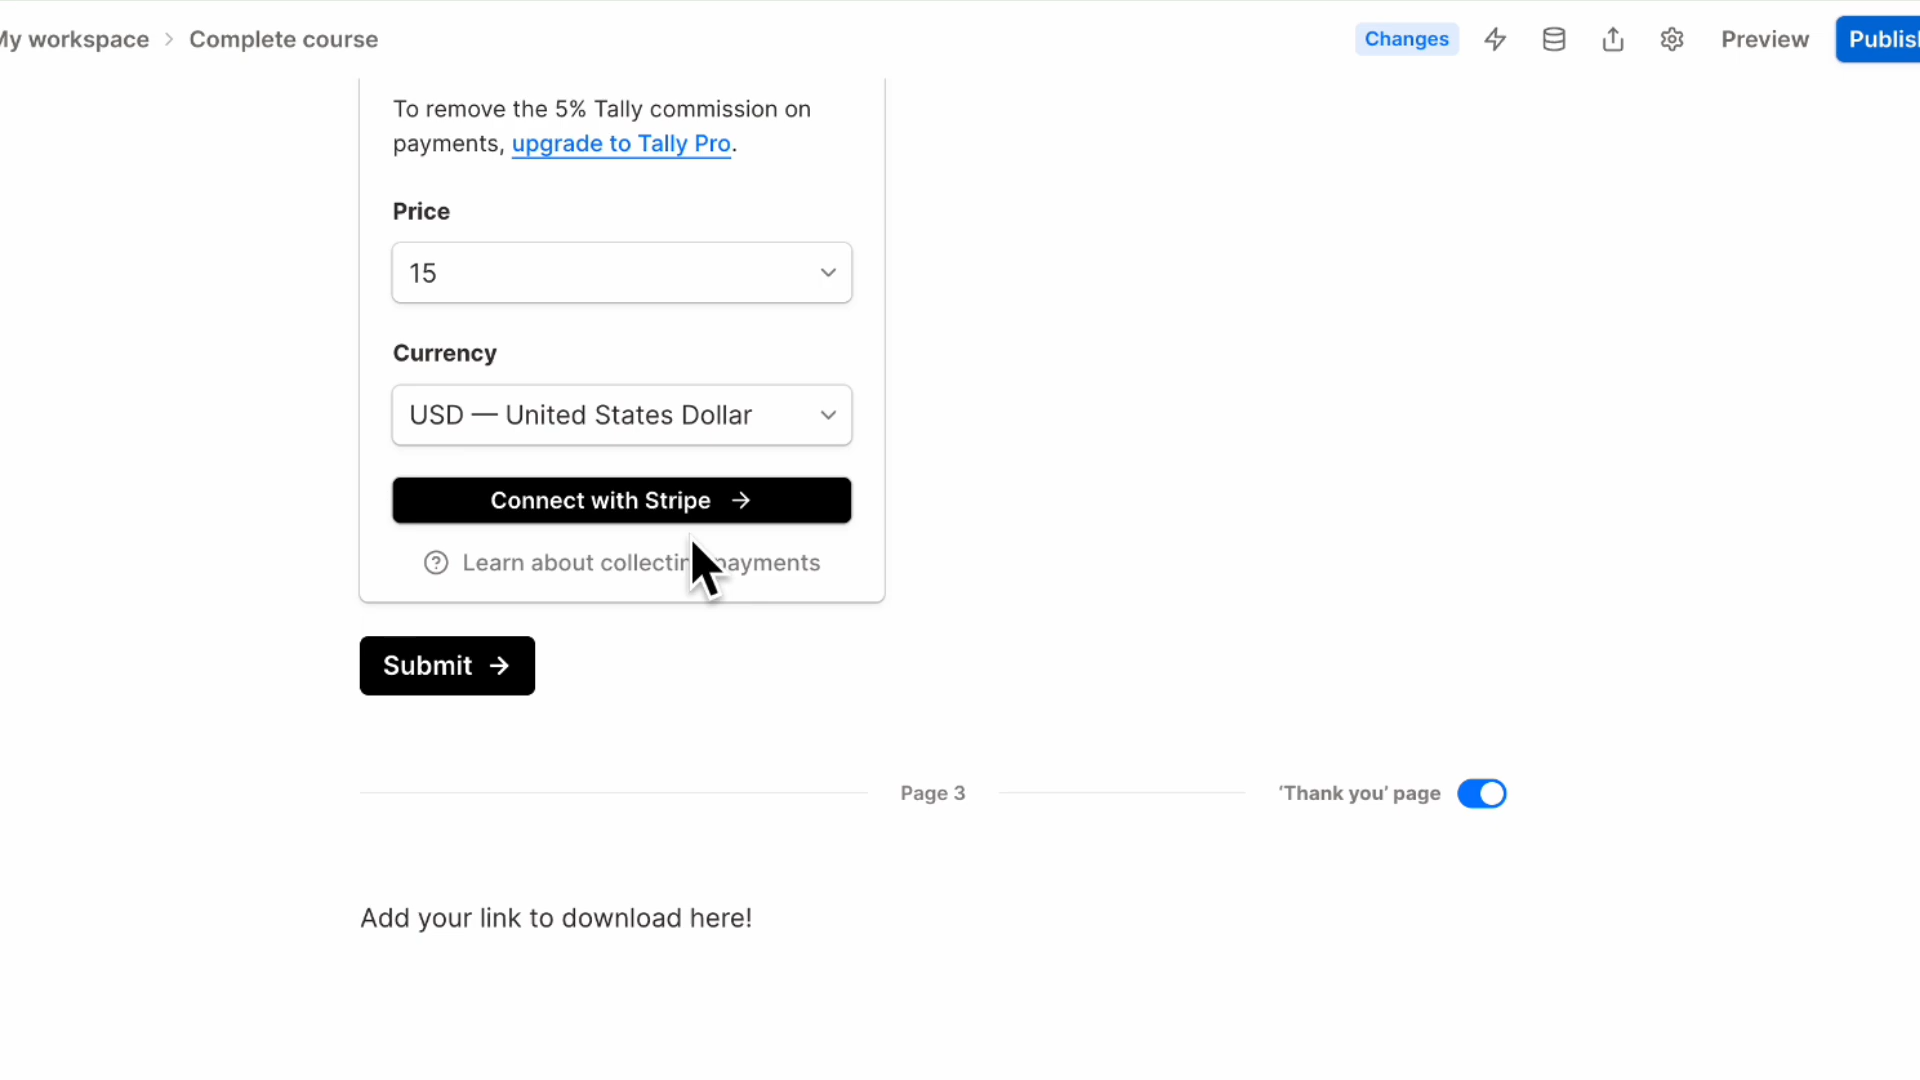 My workspace > Complete course
Changes
Preview
Publish
To remove the 5% Tally commission on
payments, upgrade to Tally Pro.
Price
15
Currency
USD — United States Dollar
Connect with Stripe →
Learn about collecting payments
Submit →
Page 3
‘Thank you’ page
Add your link to download here!